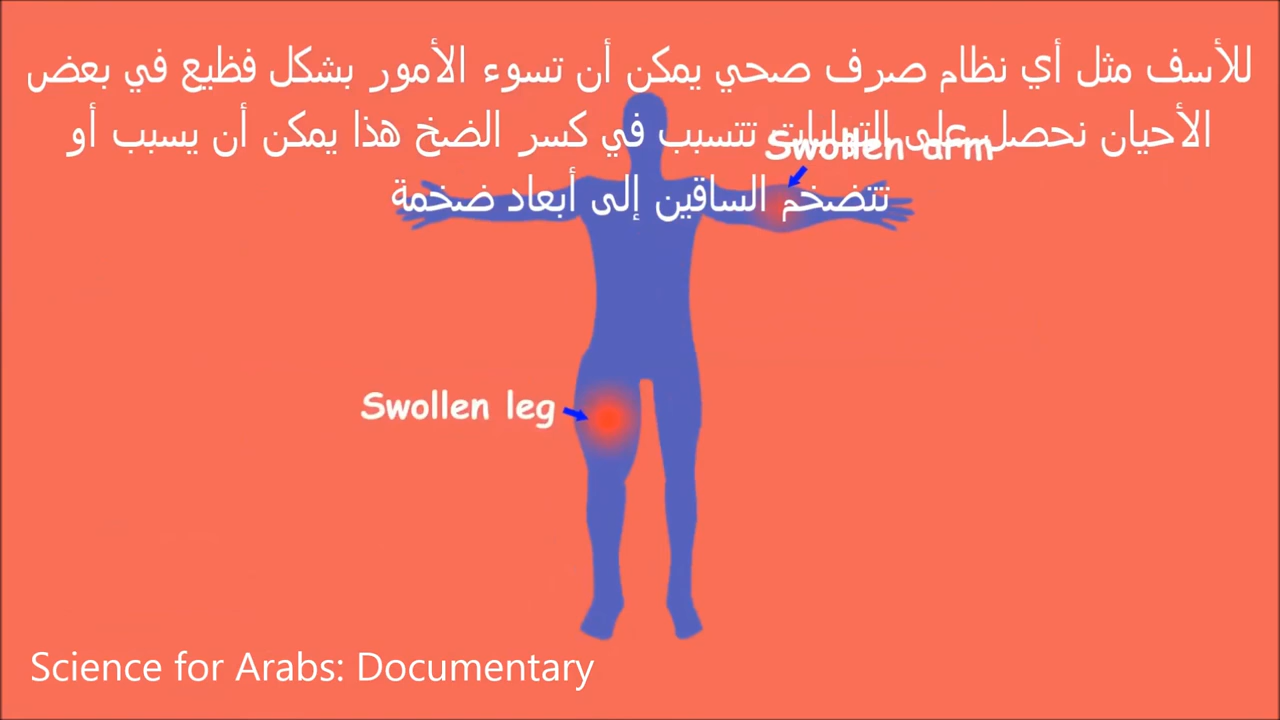 للأسف مثل أي نظام صرف صحي يمكن أن تسوء الأمور بشكل فظيع في بعض
الأحيان نحصل على التهابات تتسبب في كسر الضخ هذا يمكن أن يسبب أو
تتضخم الساقين إلى أبعاد ضخمة
Swollen arm
Swollen leg
Science for Arabs: Documentary